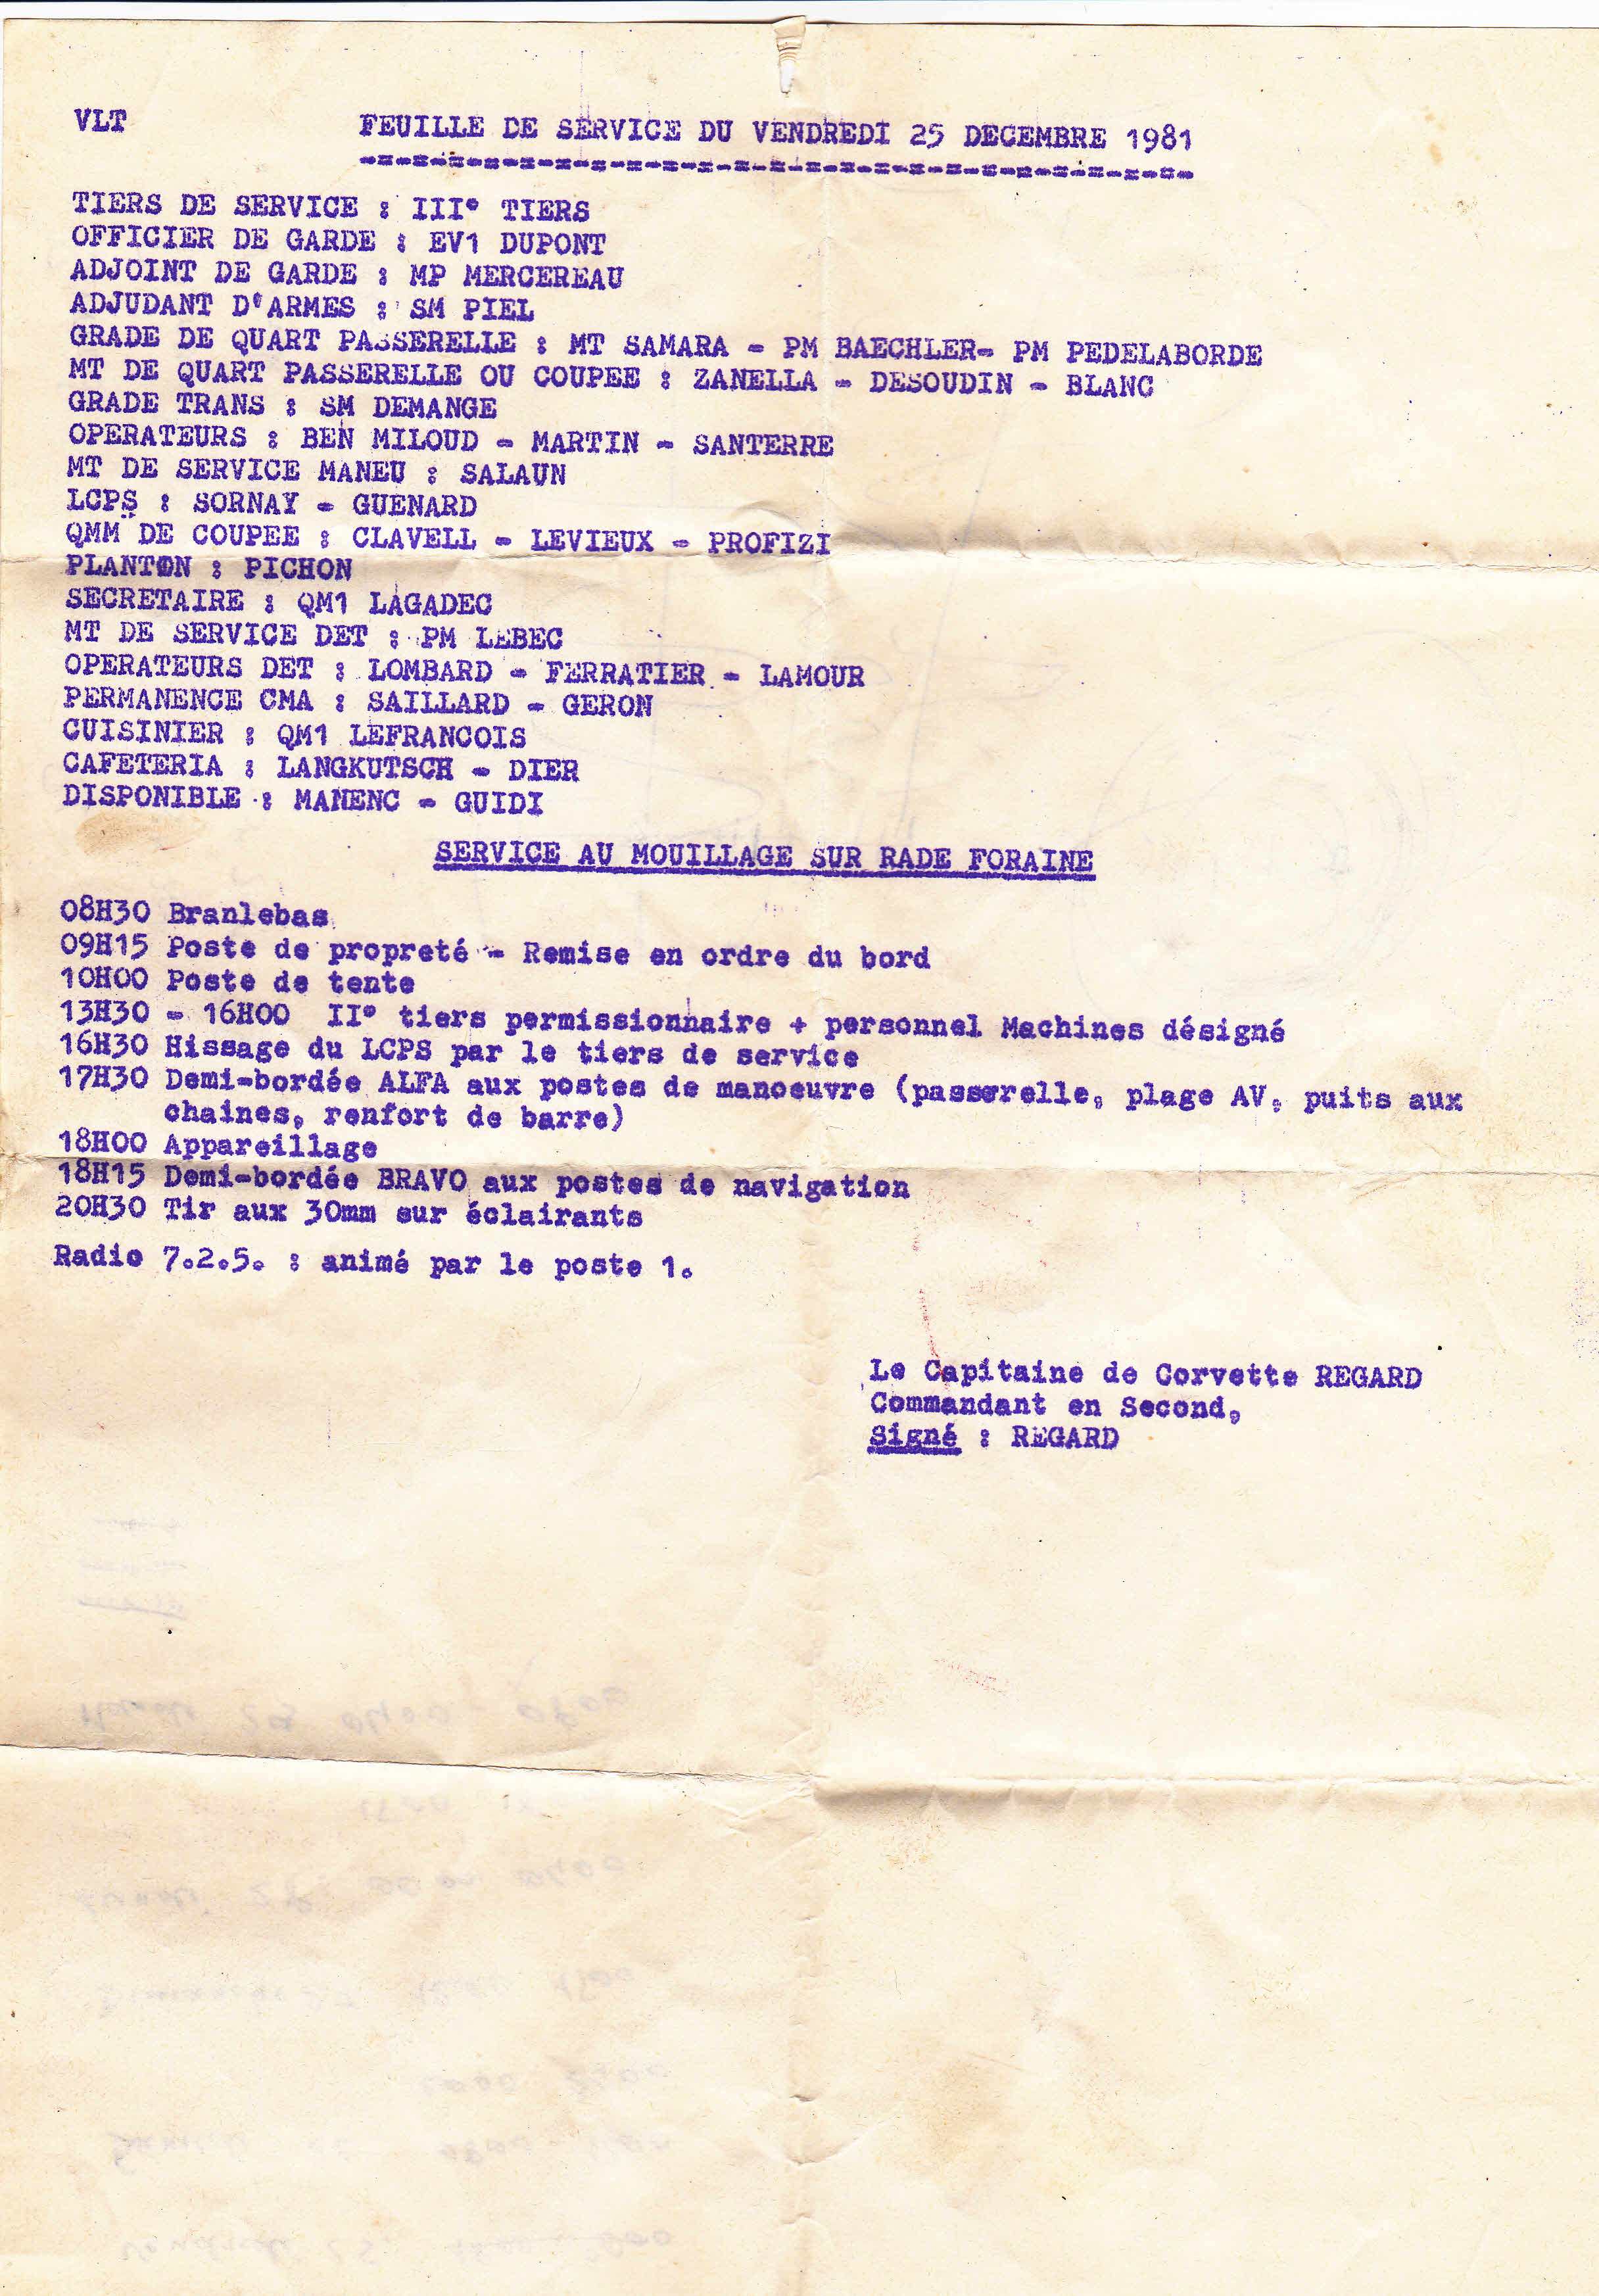 VLT
FEUILLE DE SERVICE DU VENDREDI 25 DECEMBRE 1981
TIERS DE SERVICE : III° TIERS
OFFICIER DE GARDE : EV1 DUPONT
ADJOINT DE GARDE : MP MERCEREAU
ADJUDANT D'ARMES : SM PIEL
GRADE DE QUART PASSERELLE : MT SAMARA - PM BAECHLER- PM PEDELABORDE
MT DE QUART PASSERELLE OU COUPEE : ZANELLA - DESOUDIN - BLANC
GRADE TRANS : SM DEMANGE
OPERATEURS : BEN MILOUD - MARTIN - SANTERRE
MT DE SERVICE MANEU : SALAUN
LCPS : SORNAY - GUENARD
QMM DE COUPEE : CLAVELL - LEVIEUX - PROFIZI
PLANTON : PICHON
SECRETAIRE : QM1 LAGADEC
MT DE SERVICE DET : PM LEBEC
OPERATEURS DET : LOMBARD - FERRATIER - LAMOUR
PERMANENCE CMA : SAILLARD - GERON
CUISINIER : QM1 LEFRANCOIS
CAFETERIA : LANGKUTSCH - DIER
DISPONIBLE : MANENC - GUIDI
SERVICE AU MOUILLAGE SUR RADE FORAINE
08H30 Branlebas
09H15 Poste de propreté - Remise en ordre du bord
10H00 Poste de tente
13H30 - 16H00 II° tiers permissionnaire + personnel Machines désigné
16H30 Hissage du LCPS par le tiers de service
17H30 Demi-bordée ALFA aux postes de manoeuvre (passerelle, plage AV, puits aux
chaines, renfort de barre)
18H00 Appareillage
18H15 Demi-bordée BRAVO aux postes de navigation
20H30 Tir aux 30mm sur éclairants
Radio 7.2.5. : animé par le poste 1.
Le Capitaine de Corvette REGARD
Commandant en Second,
Signé : REGARD